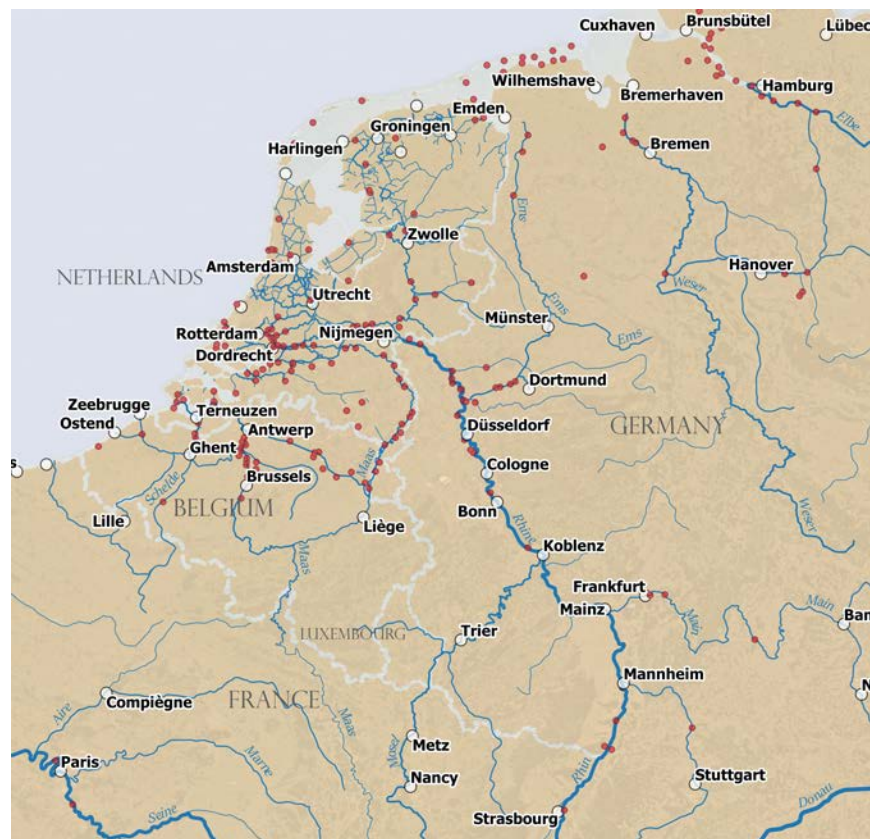 Cuxhaven
Brunsbütel
Lübec
Wilhemshave
Hamburg
Bremerhaven
Emden
Elbe
Groningen
Harlingen
Bremen
Ems
Zwolle
NETHERLANDS
Amsterdam
Hanover
Weser
Utrecht
Münster
Ems
Rotterdam
Nijmegen
Dordrecht
Dortmund
Zeebrugge
Terneuzen
Ostend
Antwerp
Düsseldorf
GERMANY
Ghent
Maas
Cologne
s
Schelde
Brussels
BELGIUM
Lille
Bonn
Liège
Rhine
Weser
Maas
Koblenz
Frankfurt
Mainz
Main
Main
Ban
LUXEMBOURG
Trier
Mannheim
N
FRANCE
Compiègne
Aire
Maas
Metz
Mosel
Marne
Paris
Nancy
Rhin
Stuttgart
Donau
Seine
Strasbourg